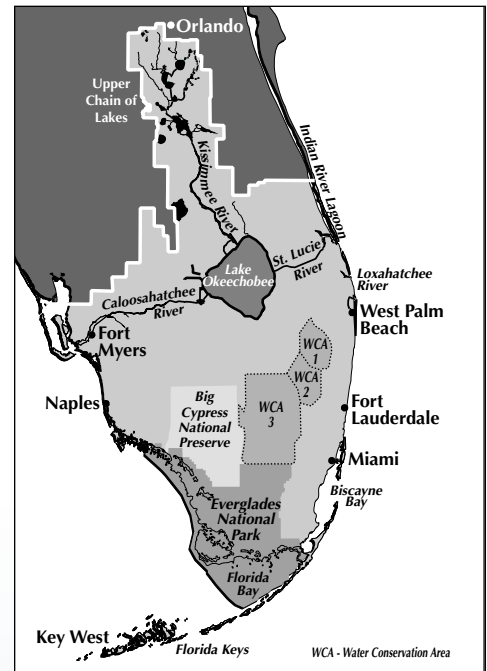 Orlando
Upper
Chain of
Lakes
Kissimmee River
Indian River Lagoon
Lake
Okeechobee
St. Lucie
River
Loxahatchee
River
Caloosahatchee
River
West Palm
Beach
Fort
Myers
WCA
1
WCA
2
Naples
Big
Cypress
National
Preserve
WCA
3
Fort
Lauderdale
Miami
Biscayne
Bay
Everglades
National
Park
Florida
Bay
Key West
Florida Keys
WCA - Water Conservation Area